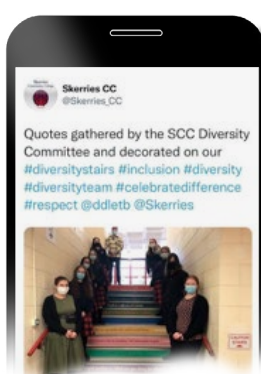 Skerries CC
@Skerries_CC
Quotes gathered by the SCC Diversity
Committee and decorated on our
#diversitystairs #inclusion #diversity
#diversityteam #celebratedifference
#respect @ddletb @Skerries